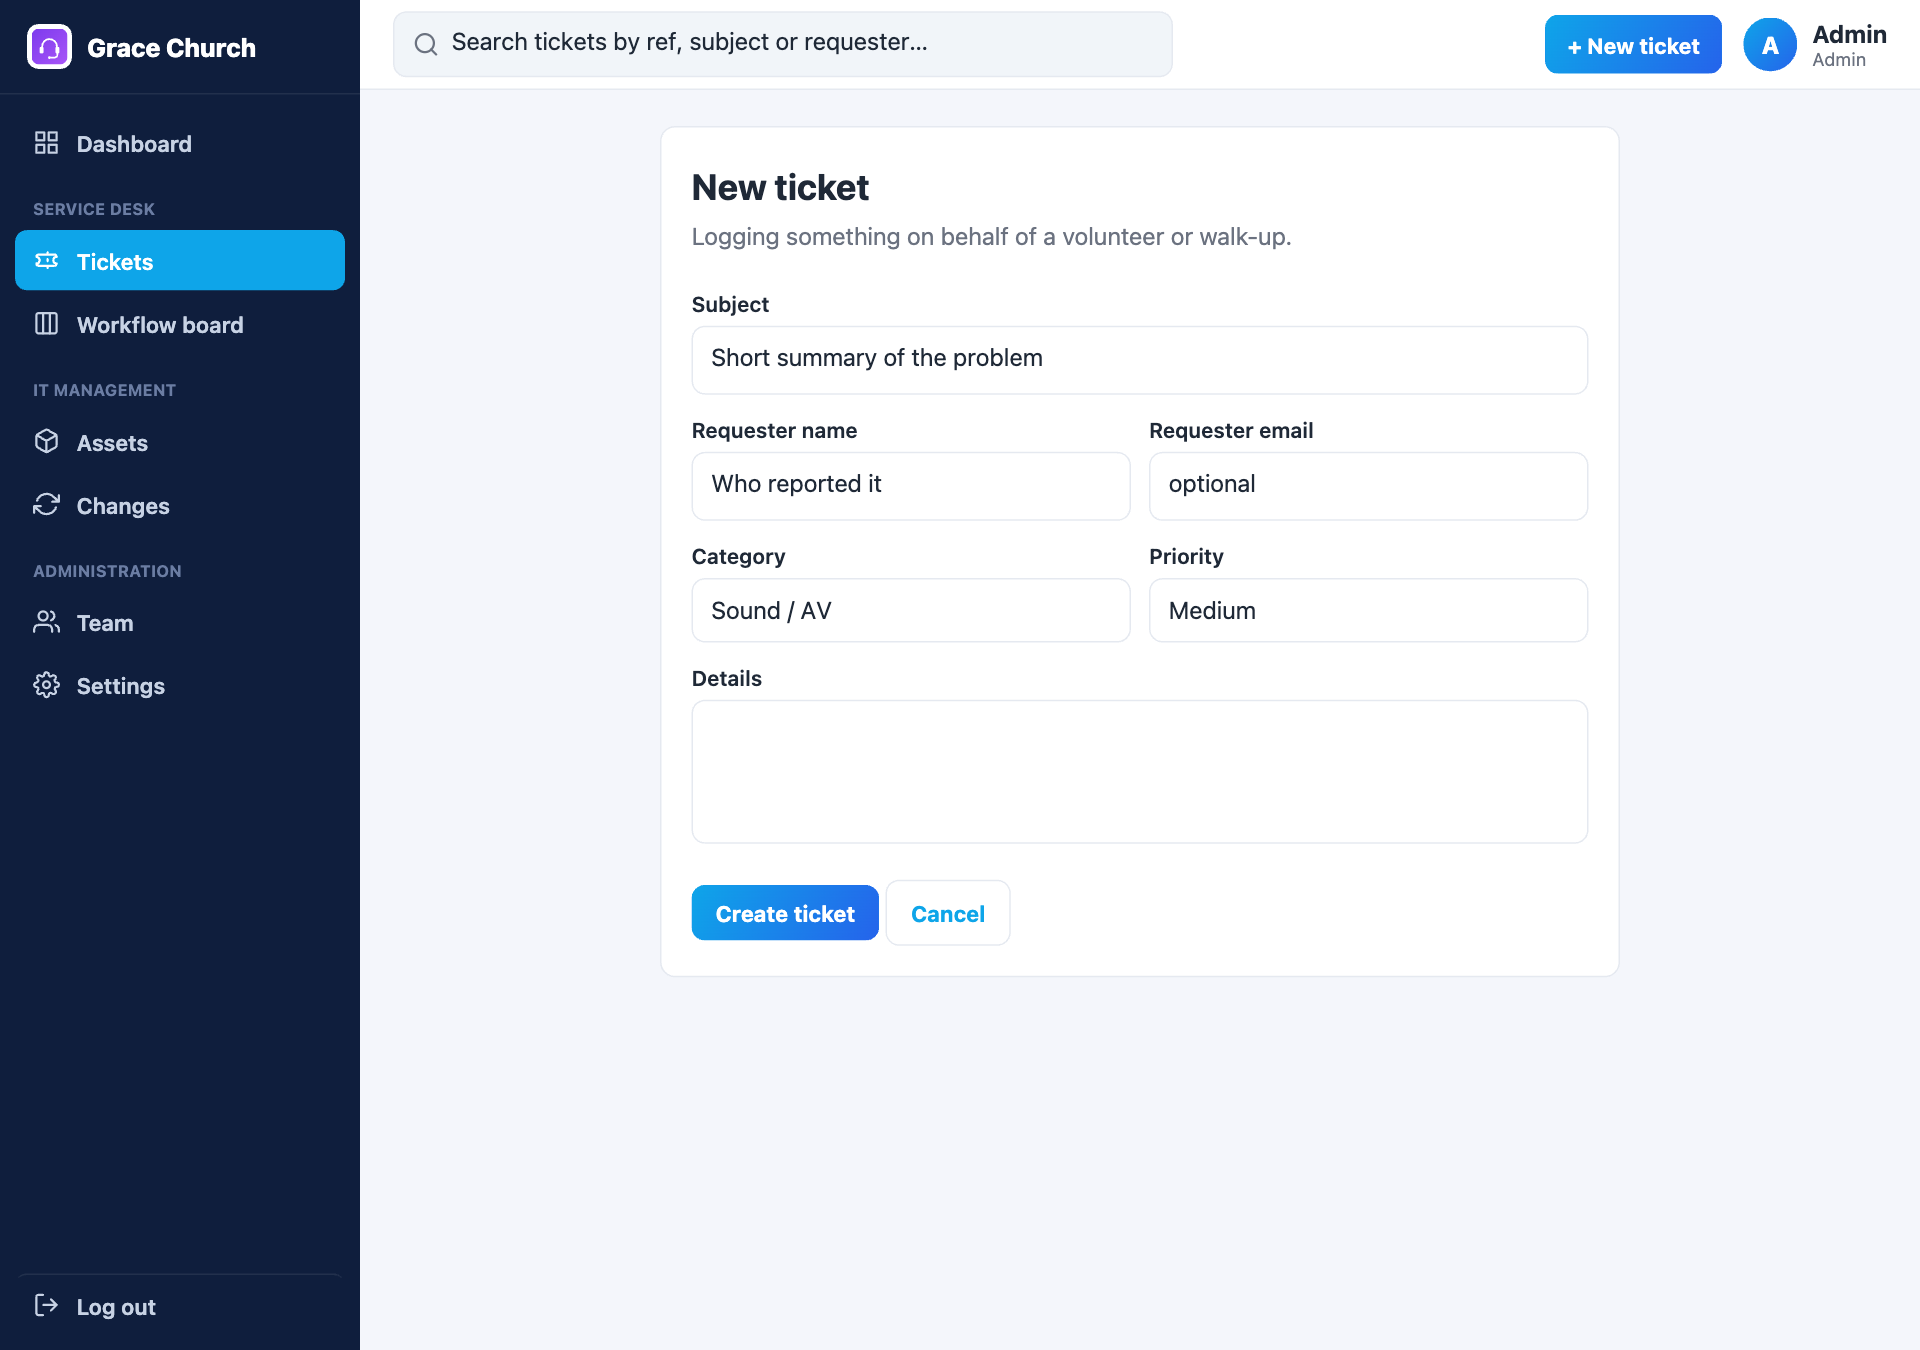 Grace Church
Search tickets by ref, subject or requester...
+ New ticket
A
Admin
Admin
Dashboard
SERVICE DESK
Tickets
Workflow board
IT MANAGEMENT
Assets
Changes
ADMINISTRATION
Team
Settings
Log out
New ticket
Logging something on behalf of a volunteer or walk-up.
Subject
Short summary of the problem
Requester name
Requester email
Who reported it
optional
Category
Priority
Sound / AV
Medium
Details
Create ticket
Cancel